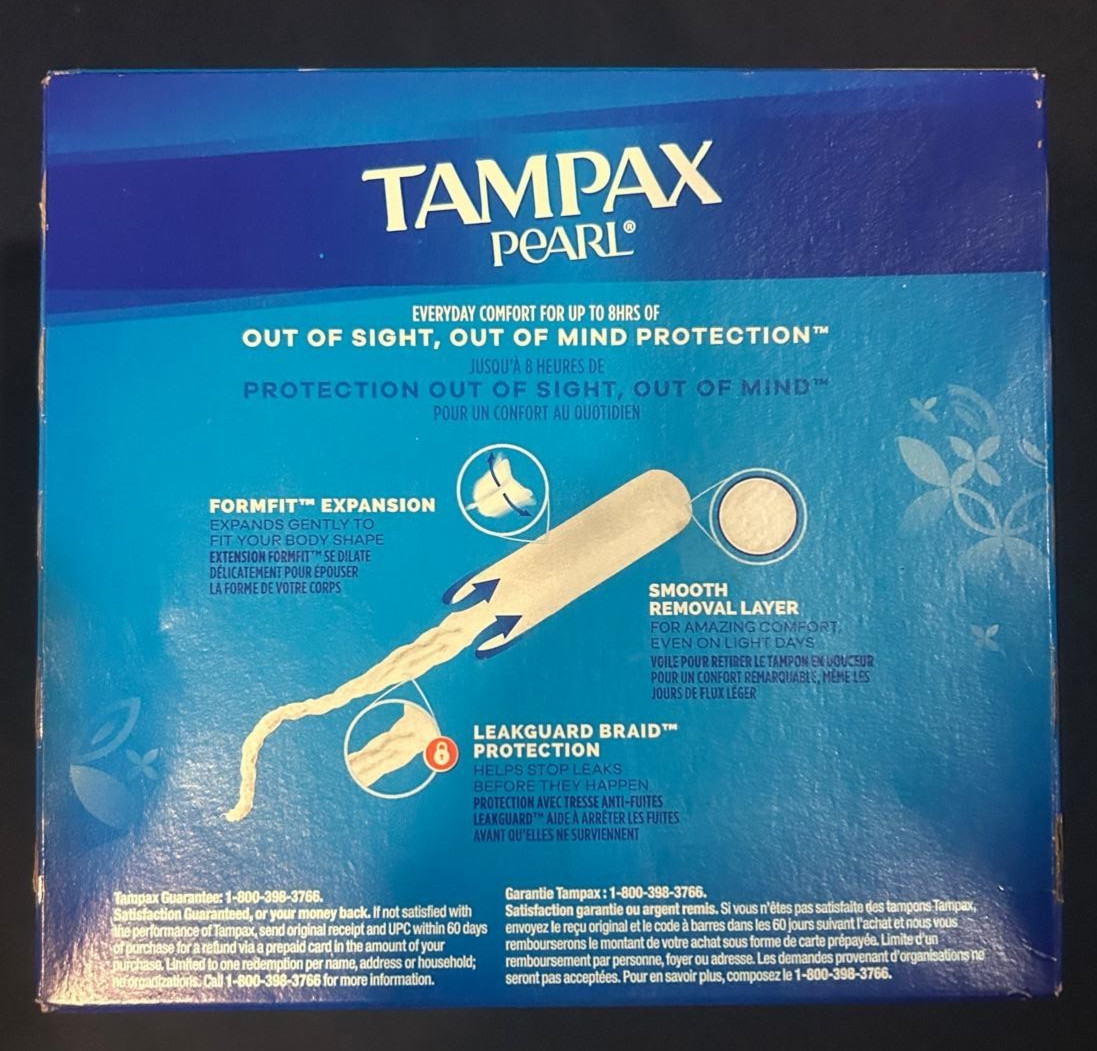 TAMPAX
PEARL®
EVERYDAY COMFORT FOR UP TO 8HRS OF
OUT OF SIGHT, OUT OF MIND PROTECTION™
JUSQU'À 8 HEURES DE
PROTECTION OUT OF SIGHT, OUT OF MIND™
POUR UN CONFORT AU QUOTIDIEN
FORMFIT™ EXPANSION
EXPANDS GENTLY TO
FIT YOUR BODY SHAPE
EXTENSION FORMFIT™ SE DILATE
DÉLICATEMENT POUR ÉPOUSER
LA FORME DE VOTRE CORPS
SMOOTH
REMOVAL LAYER
FOR AMAZING COMFORT,
EVEN ON LIGHT DAYS
VOILE POUR RETIRER LE TAMPON EN DOUCEUR
POUR UN CONFORT REMARQUABLE, MÊME LES
JOURS DE FLUX LÉGER
LEAKGUARD BRAID™
PROTECTION
HELPS STOP LEAKS
BEFORE THEY HAPPEN
PROTECTION AVEC TRESSE ANTI-FUITES
LEAKGUARD™ AIDE À ARRÊTER LES FUITES
AVANT QU'ELLES NE SURVIENNENT
Tampax Guarantee: 1-800-398-3766.
Satisfaction Guaranteed, or your money back. If not satisfied with
the performance of Tampax, send original receipt and UPC within 60 days
of purchase for a refund via a prepaid card in the amount of your
purchase. Limited to one redemption per name, address or household;
no organizations. Call 1-800-398-3766 for more information.
Garantie Tampax : 1-800-398-3766.
Satisfaction garantie ou argent remis. Si vous n'êtes pas satisfaite des tampons Tampax,
envoyez le reçu original et le code à barres dans les 60 jours suivant l'achat et nous vous
rembourserons le montant de votre achat sous forme de carte prépayée. Limite d'un
remboursement par personne, foyer ou adresse. Les demandes provenant d'organisations ne
seront pas acceptées. Pour en savoir plus, composez le 1-800-398-3766.